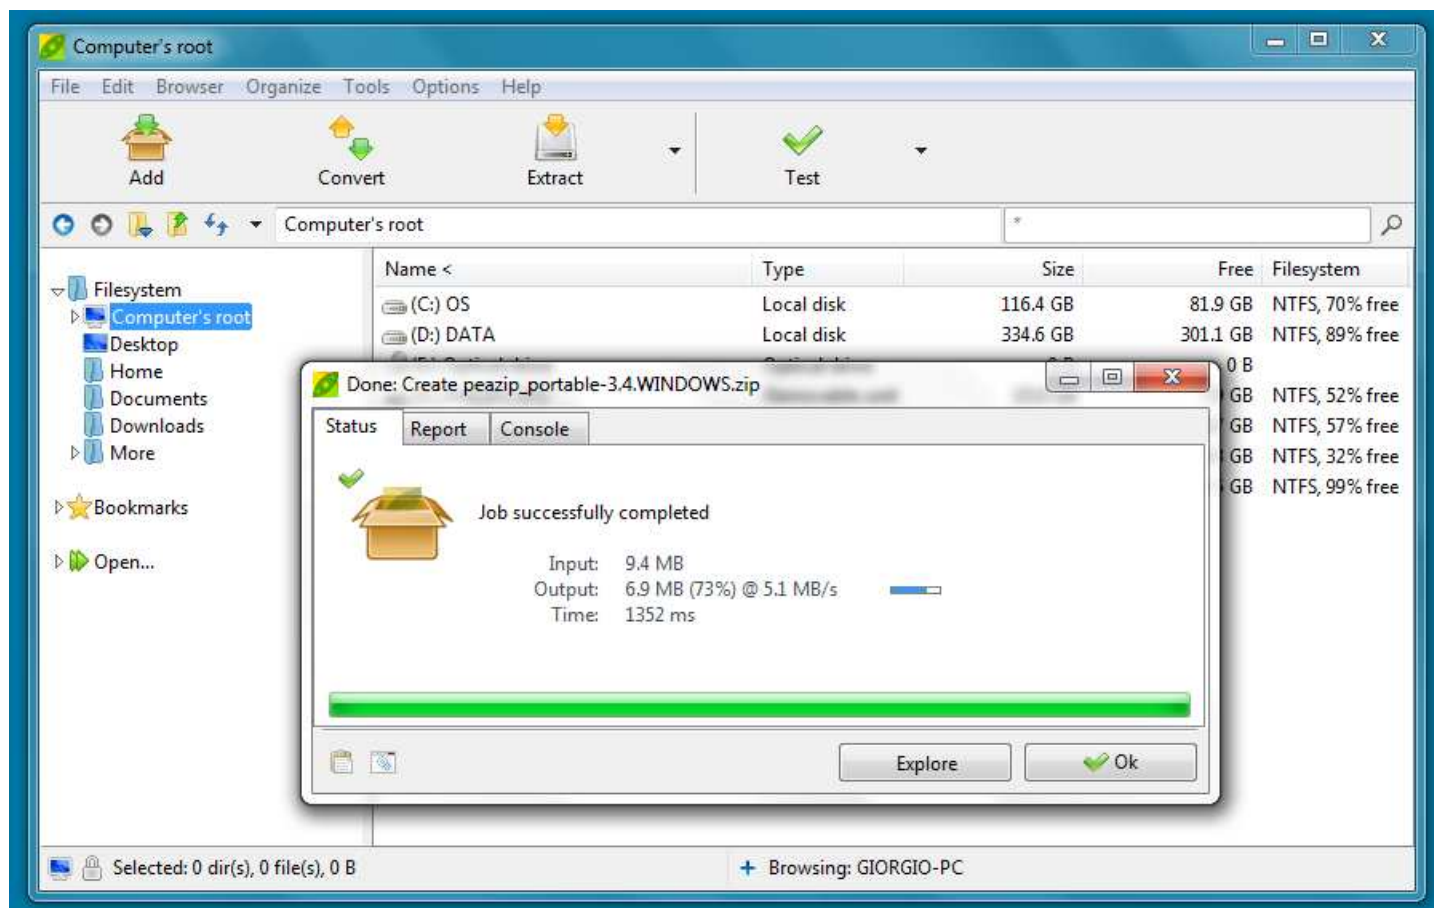 Computer's root
File Edit Browser Organize Tools Options Help
Add Convert Extract Test
Computer's root *
Name < Type Size Free Filesystem
Filesystem
Computer's root
Desktop
Home
Documents
Downloads
More
Bookmarks
Open...
(C:) OS Local disk 116.4 GB 81.9 GB NTFS, 70% free
(D:) DATA Local disk 334.6 GB 301.1 GB NTFS, 89% free
0 B
GB NTFS, 52% free
GB NTFS, 57% free
GB NTFS, 32% free
GB NTFS, 99% free
Done: Create peazip_portable-3.4.WINDOWS.zip
Status Report Console
Job successfully completed
Input: 9.4 MB
Output: 6.9 MB (73%) @ 5.1 MB/s
Time: 1352 ms
Explore Ok
Selected: 0 dir(s), 0 file(s), 0 B + Browsing: GIORGIO-PC